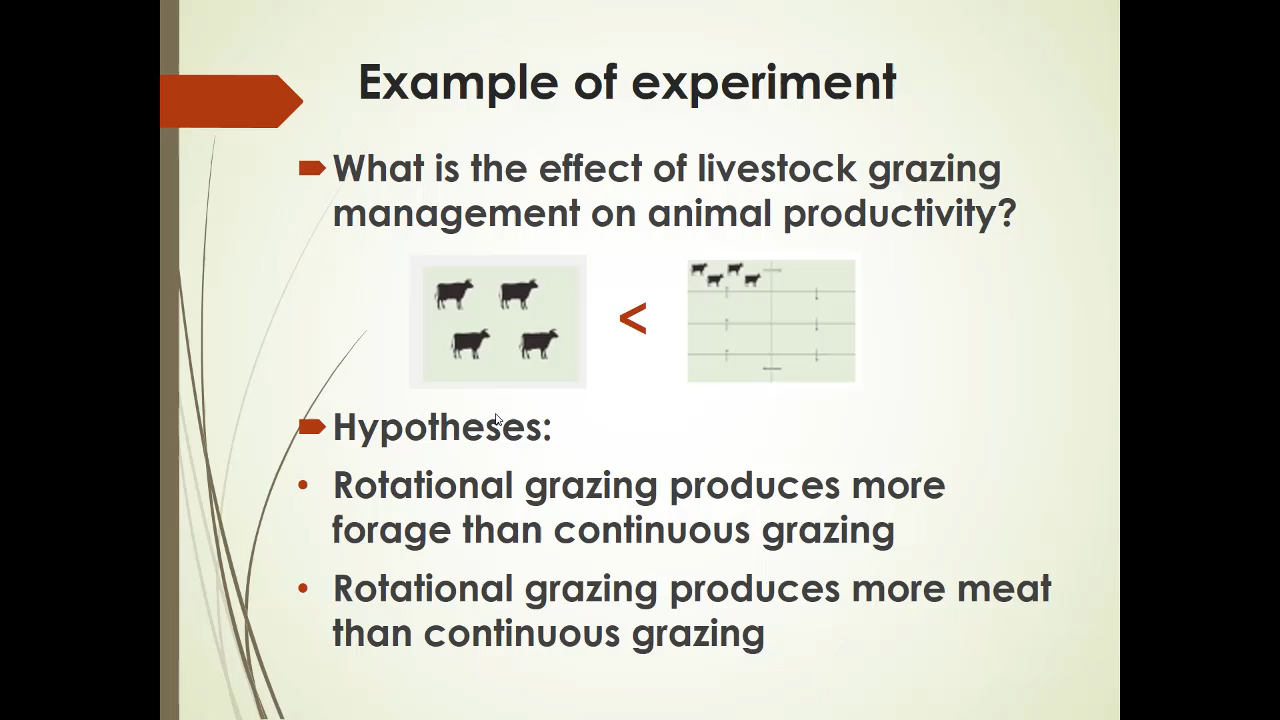 Example of experiment
What is the effect of livestock grazing
management on animal productivity?
<
Hypotheses:
• Rotational grazing produces more
forage than continuous grazing
• Rotational grazing produces more meat
than continuous grazing